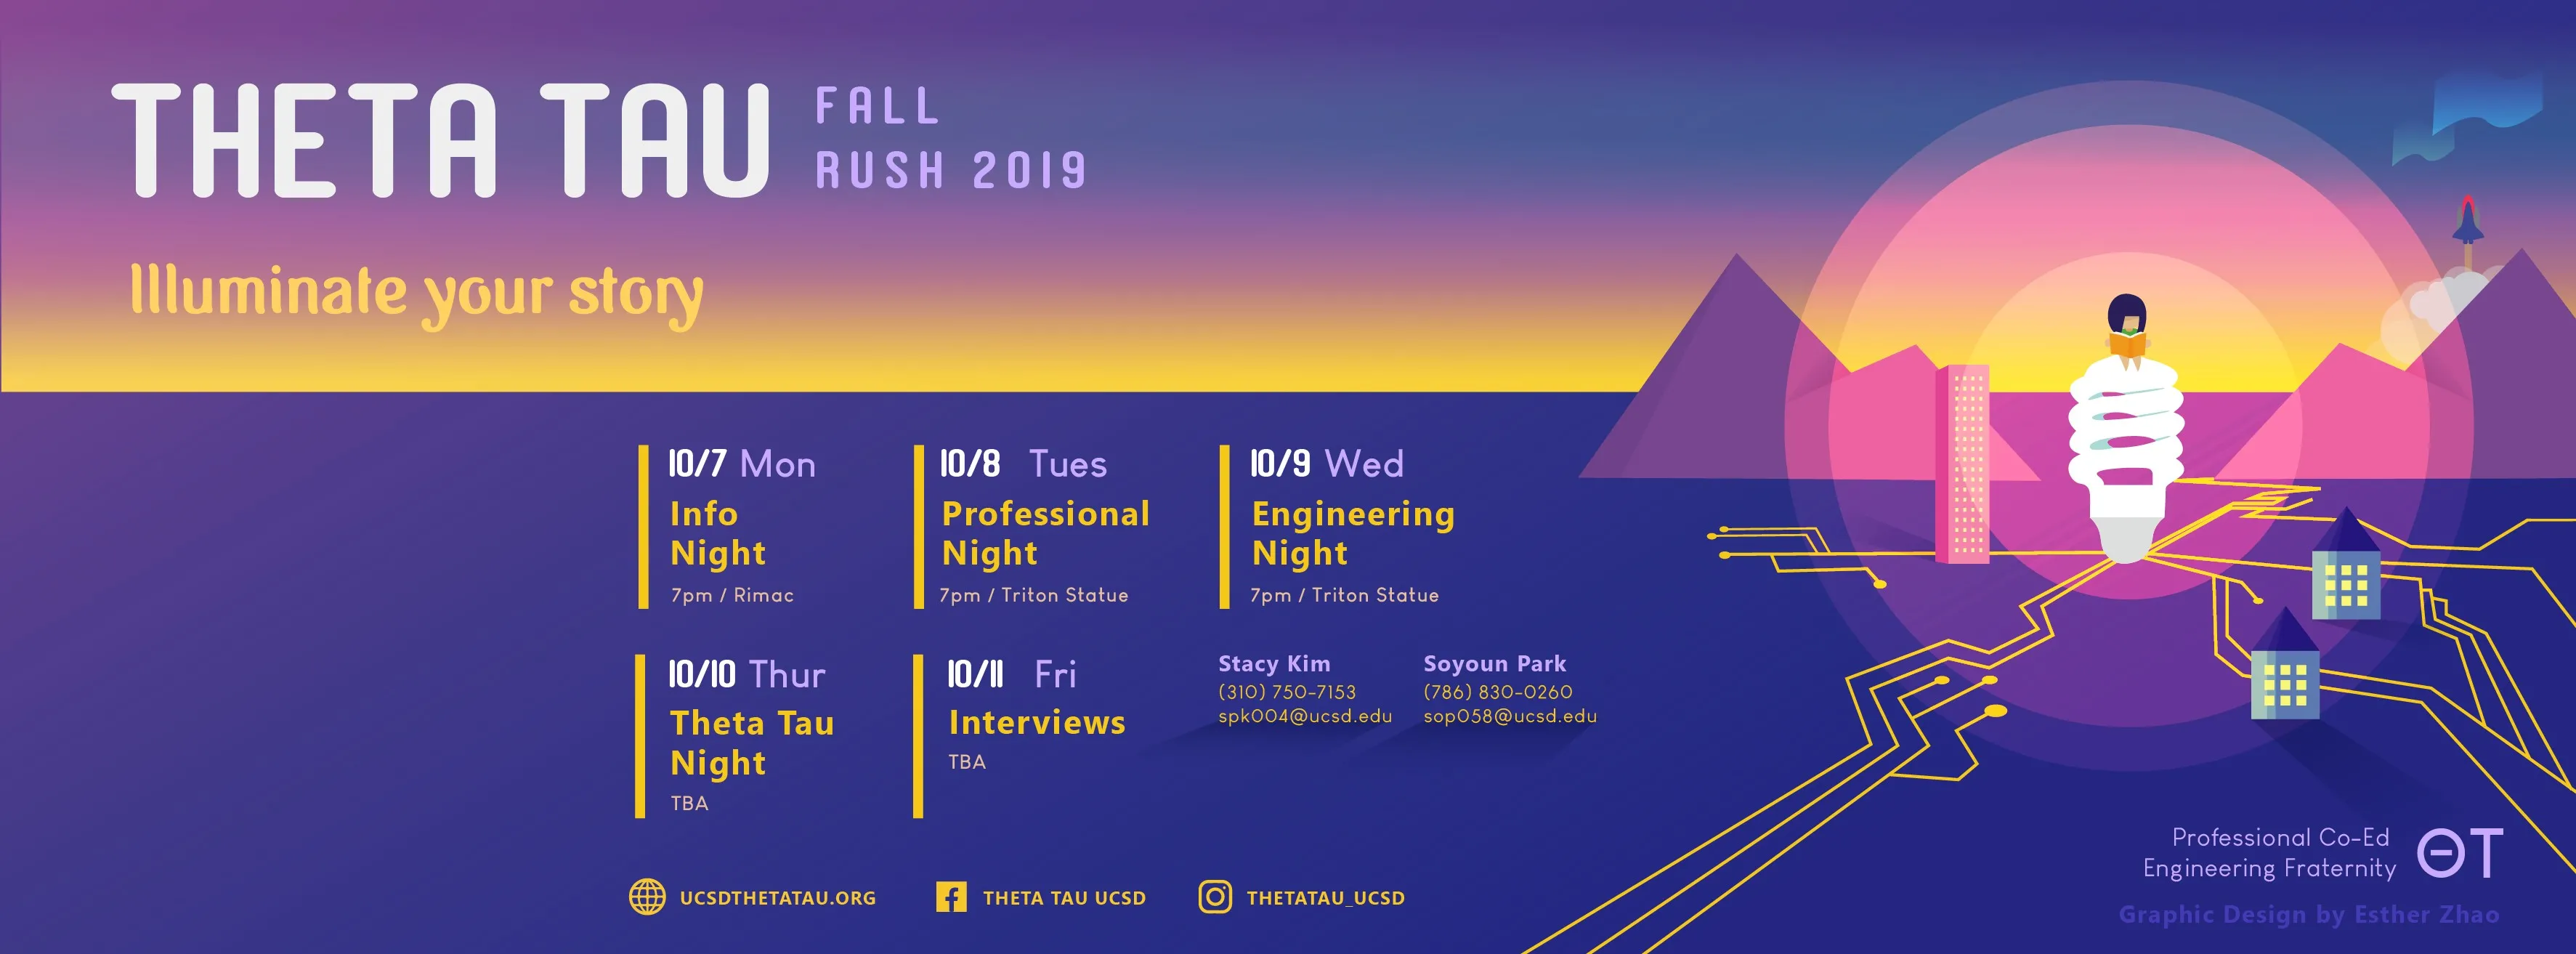 THETA TAU
FALL
RUSH 2019
Illuminate your story
10/7 Mon
Info
Night
7pm / Rimac
10/8 Tues
Professional
Night
7pm / Triton Statue
10/9 Wed
Engineering
Night
7pm / Triton Statue
10/10 Thur
Theta Tau
Night
TBA
10/11 Fri
Interviews
TBA
Stacy Kim
(310) 750-7153
spk004@ucsd.edu
Soyoun Park
(786) 830-0260
sop058@ucsd.edu
UCSDTHETATAU.ORG
THETA TAU UCSD
THETATAU_UCSD
Professional Co-Ed
Engineering Fraternity
ΘT
Graphic Design by Esther Zhao